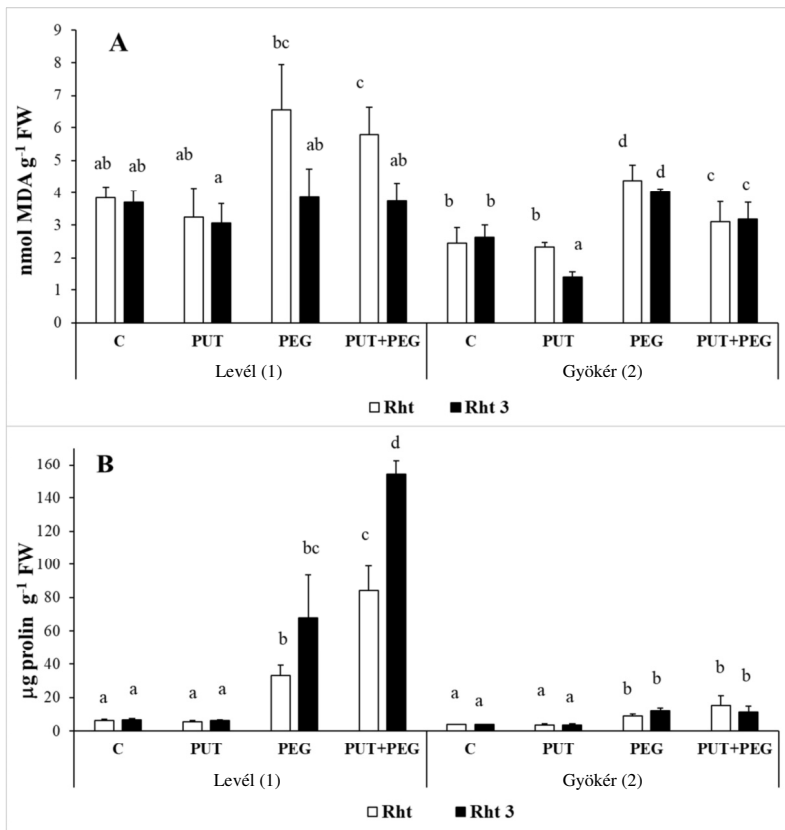 A
nmol MDA g⁻¹ FW
9
8
7
6
5
4
3
2
1
0
ab ab ab a bc ab c ab b b b a d d c c
C PUT PEG PUT+PEG C PUT PEG PUT+PEG
Levél (1) Gyökér (2)
Rht Rht 3
B
µg prolin g⁻¹ FW
160
140
120
100
80
60
40
20
0
a a a a b bc c d a a a a b b b b
C PUT PEG PUT+PEG C PUT PEG PUT+PEG
Levél (1) Gyökér (2)
Rht Rht 3